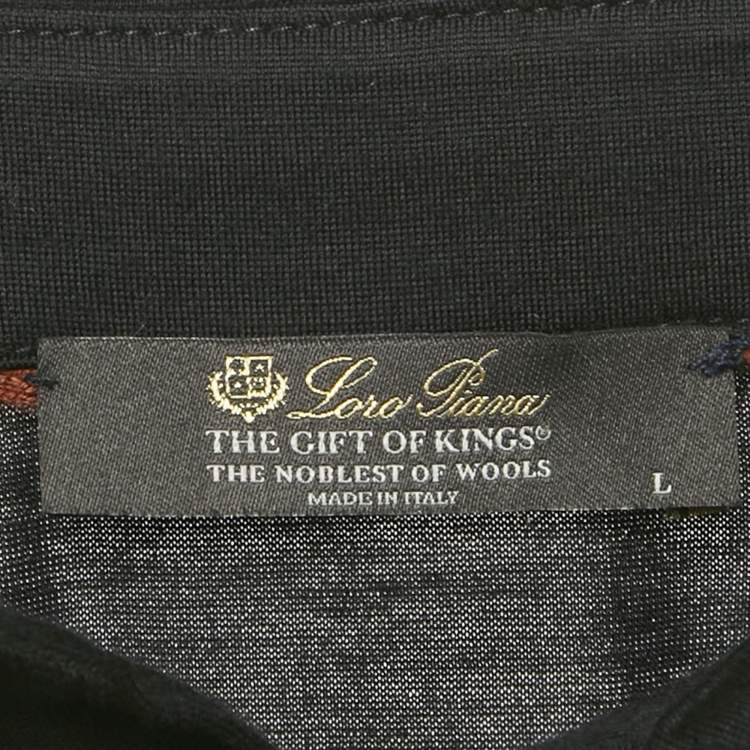 Loro Piana
THE GIFT OF KINGS®
THE NOBLEST OF WOOLS
MADE IN ITALY
L